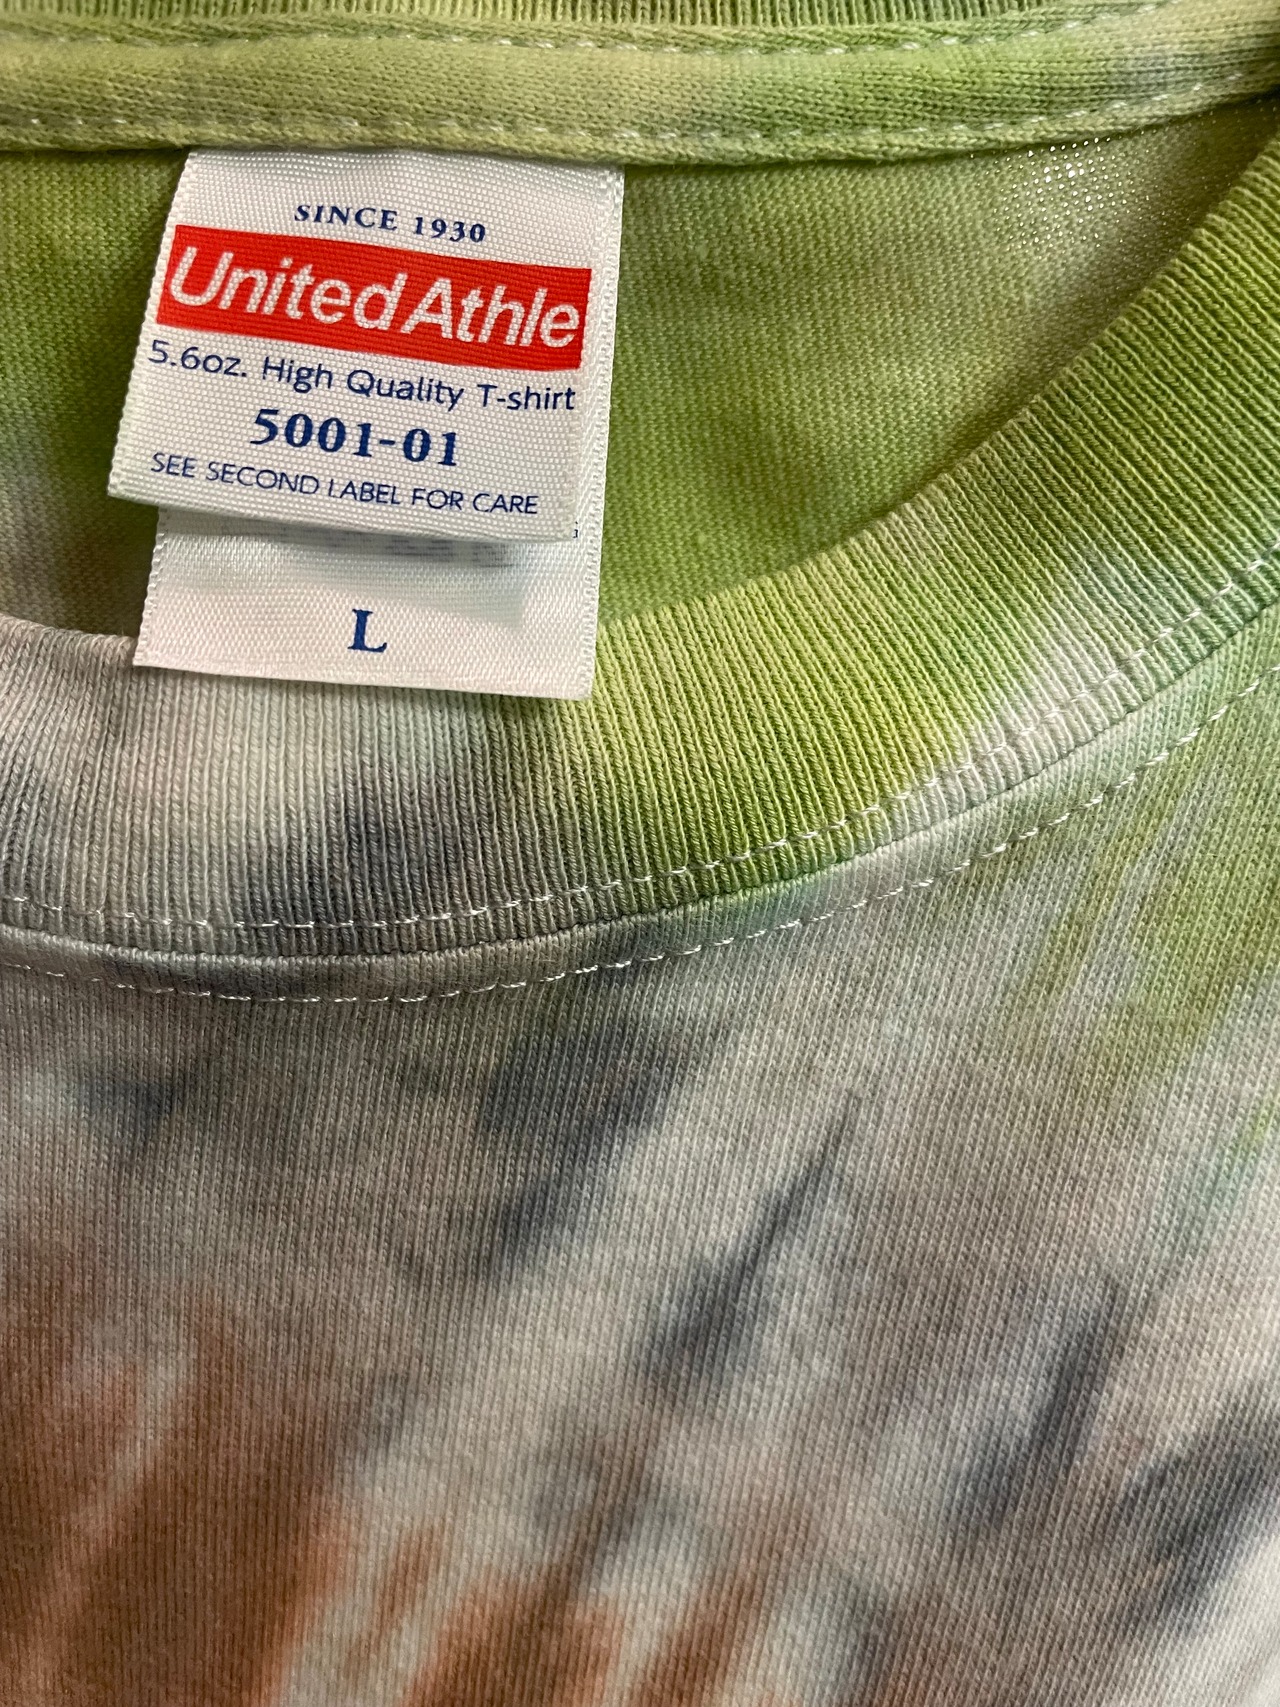 SINCE 1930
United Athle
5.6oz. High Quality T-shirt
5001-01
SEE SECOND LABEL FOR CARE
L